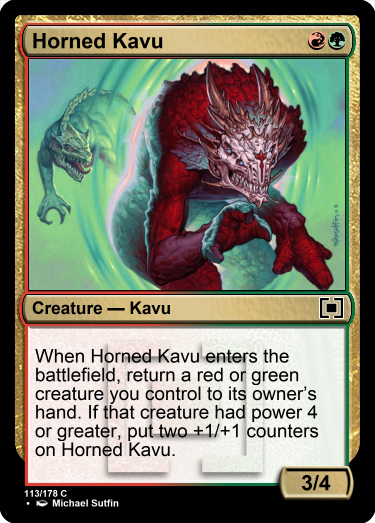 Horned Kavu
Creature — Kavu
When Horned Kavu enters the
battlefield, return a red or green
creature you control to its owner's
hand. If that creature had power 4
or greater, put two +1/+1 counters
on Horned Kavu.
3/4
113/178 C
• Michael Sutfin